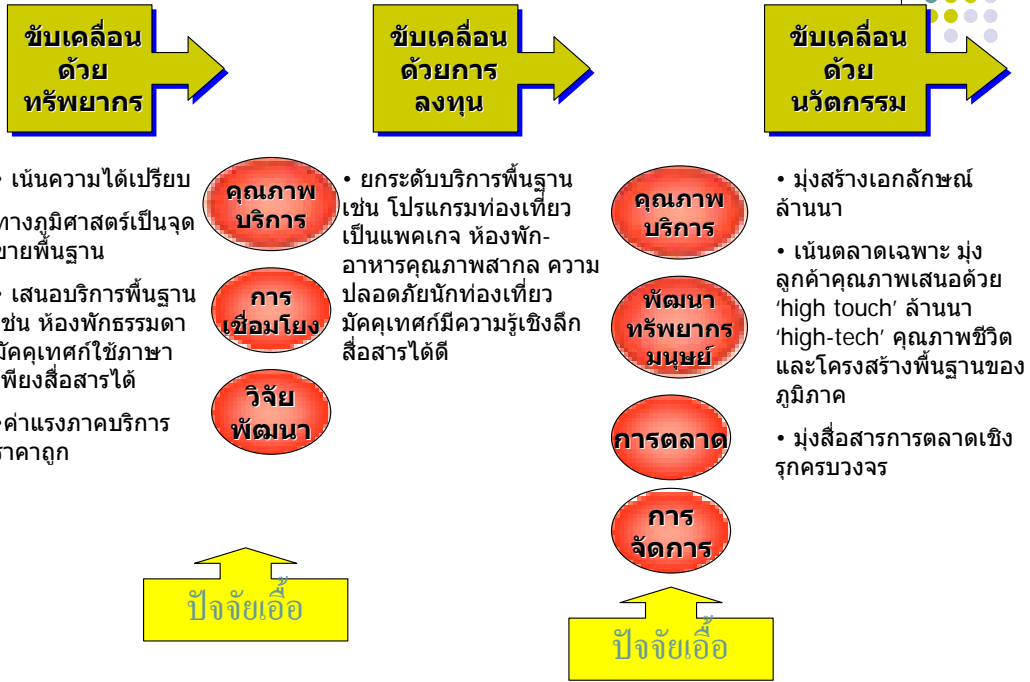 ขับเคลื่อน
ด้วย
ทรัพยากร
ขับเคลื่อน
ด้วยการ
ลงทุน
ขับเคลื่อน
ด้วย
นวัตกรรม
• เน้นความได้เปรียบ
ทางภูมิศาสตร์เป็นจุด
ขายพื้นฐาน
• เสนอบริการพื้นฐาน
เช่น ห้องพักธรรมดา
มัคคุเทศก์ใช้ภาษา
เพียงสื่อสารได้
•ค่าแรงภาคบริการ
ราคาถูก
คุณภาพ
บริการ
การ
เชื่อมโยง
วิจัย
พัฒนา
ปัจจัยเอื้อ
• ยกระดับบริการพื้นฐาน
เช่น โปรแกรมท่องเที่ยว
เป็นแพคเกจ ห้องพัก-
อาหารคุณภาพสากล ความ
ปลอดภัยนักท่องเที่ยว
มัคคุเทศก์มีความรู้เชิงลึก
สื่อสารได้ดี
คุณภาพ
บริการ
พัฒนา
ทรัพยากร
มนุษย์
การตลาด
การ
จัดการ
ปัจจัยเอื้อ
• มุ่งสร้างเอกลักษณ์
ล้านนา
• เน้นตลาดเฉพาะ มุ่ง
ลูกค้าคุณภาพเสนอด้วย
‘high touch’ ล้านนา
‘high-tech’ คุณภาพชีวิต
และโครงสร้างพื้นฐานของ
ภูมิภาค
• มุ่งสื่อสารการตลาดเชิง
รุกครบวงจร